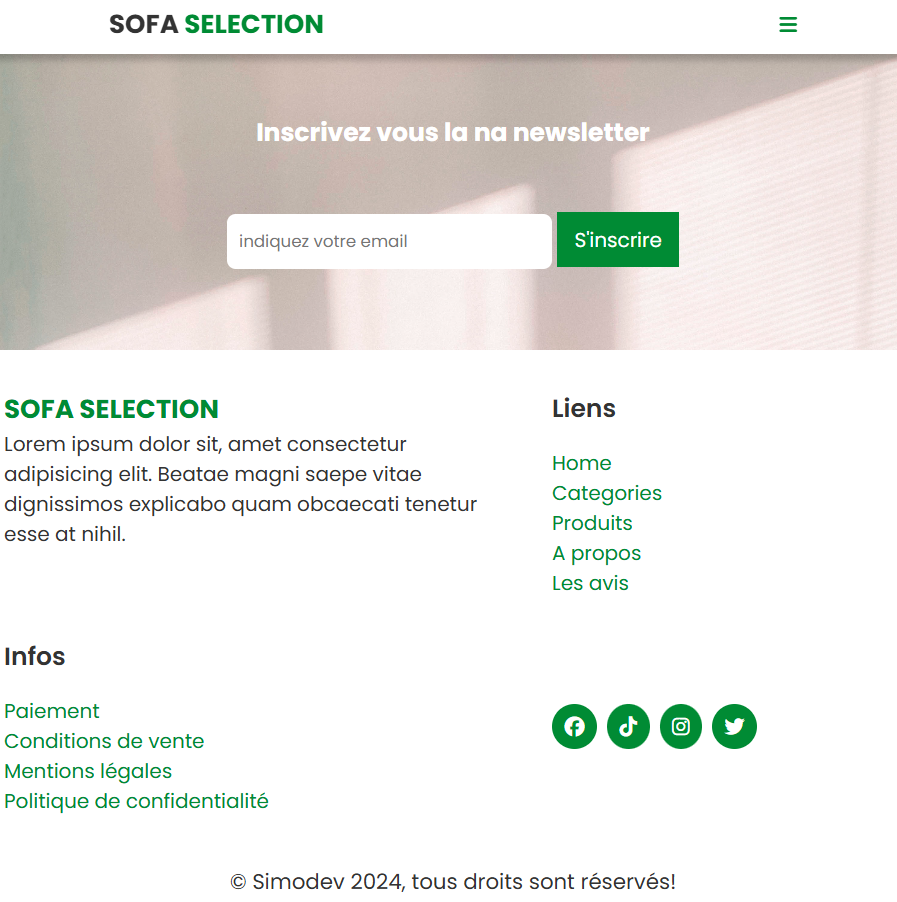 SOFA SELECTION
Inscrivez vous la na newsletter
indiquez votre email
S'inscrire
SOFA SELECTION
Lorem ipsum dolor sit, amet consectetur
adipisicing elit. Beatae magni saepe vitae
dignissimos explicabo quam obcaecati tenetur
esse at nihil.
Liens
Home
Categories
Produits
A propos
Les avis
Infos
Paiement
Conditions de vente
Mentions légales
Politique de confidentialité
© Simodev 2024, tous droits sont réservés!